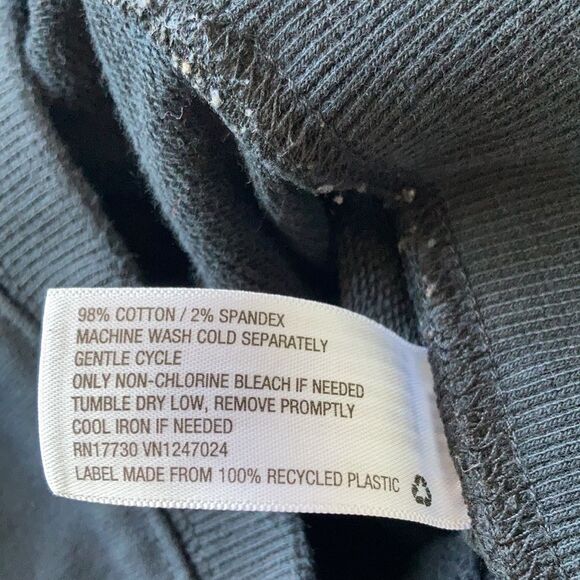 98% COTTON / 2% SPANDEX
MACHINE WASH COLD SEPARATELY
GENTLE CYCLE
ONLY NON-CHLORINE BLEACH IF NEEDED
TUMBLE DRY LOW, REMOVE PROMPTLY
COOL IRON IF NEEDED
RN17730 VN1247024
LABEL MADE FROM 100% RECYCLED PLASTIC